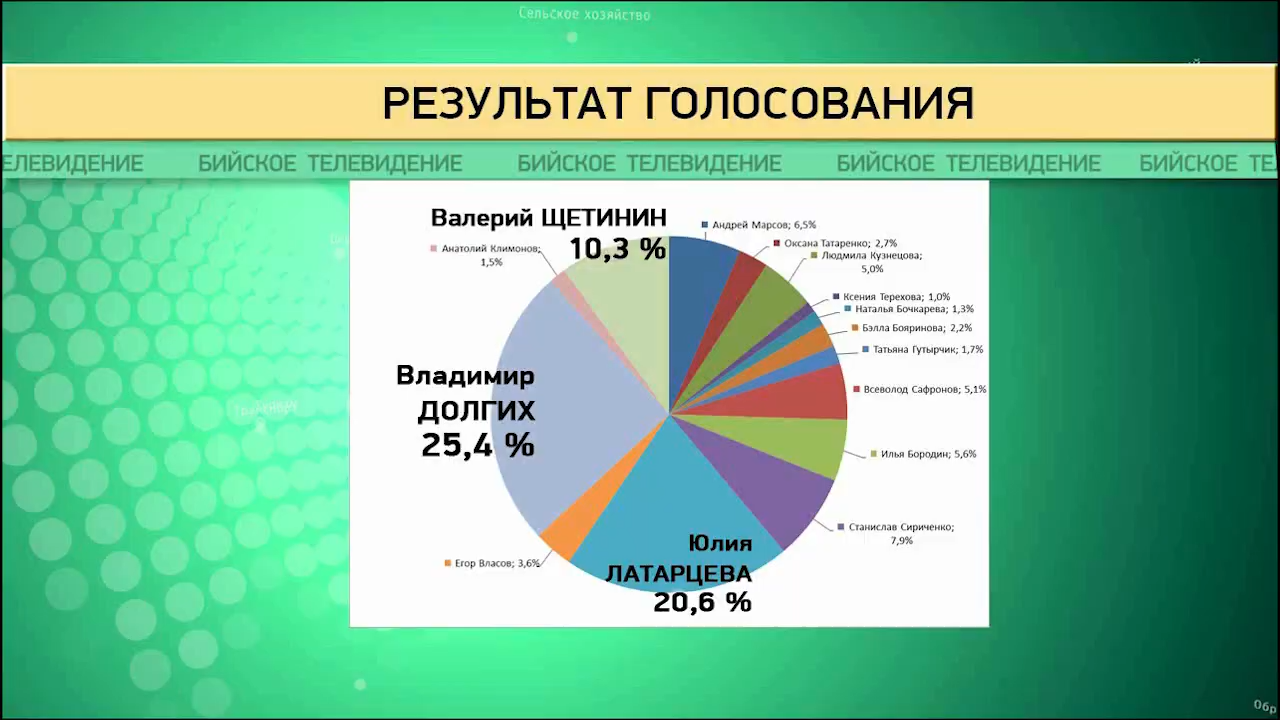 Сельское хозяйство
РЕЗУЛЬТАТ ГОЛОСОВАНИЯ
ЕЛЕВИДЕНИЕ БИЙСКОЕ ТЕЛЕВИДЕНИЕ БИЙСКОЕ ТЕЛЕВИДЕНИЕ БИЙСКОЕ ТЕЛЕВИДЕНИЕ БИЙСКОЕ ТЕЛ
Валерий ЩЕТИНИН
10,3 %
Анатолий Климонов;
1,5%
Андрей Марсов; 6,5%
Оксана Татаренко; 2,7%
Людмила Кузнецова;
5,0%
Ксения Терехова; 1,0%
Наталья Бочкарева; 1,3%
Бэлла Бояринова; 2,2%
Татьяна Гутырчик; 1,7%
Всеволод Сафронов; 5,1%
Илья Бородин; 5,6%
Станислав Сириченко;
7,9%
Владимир
ДОЛГИХ
25,4 %
Юлия
ЛАТАРЦЕВА
20,6 %
Егор Власов; 3,6%
Обр